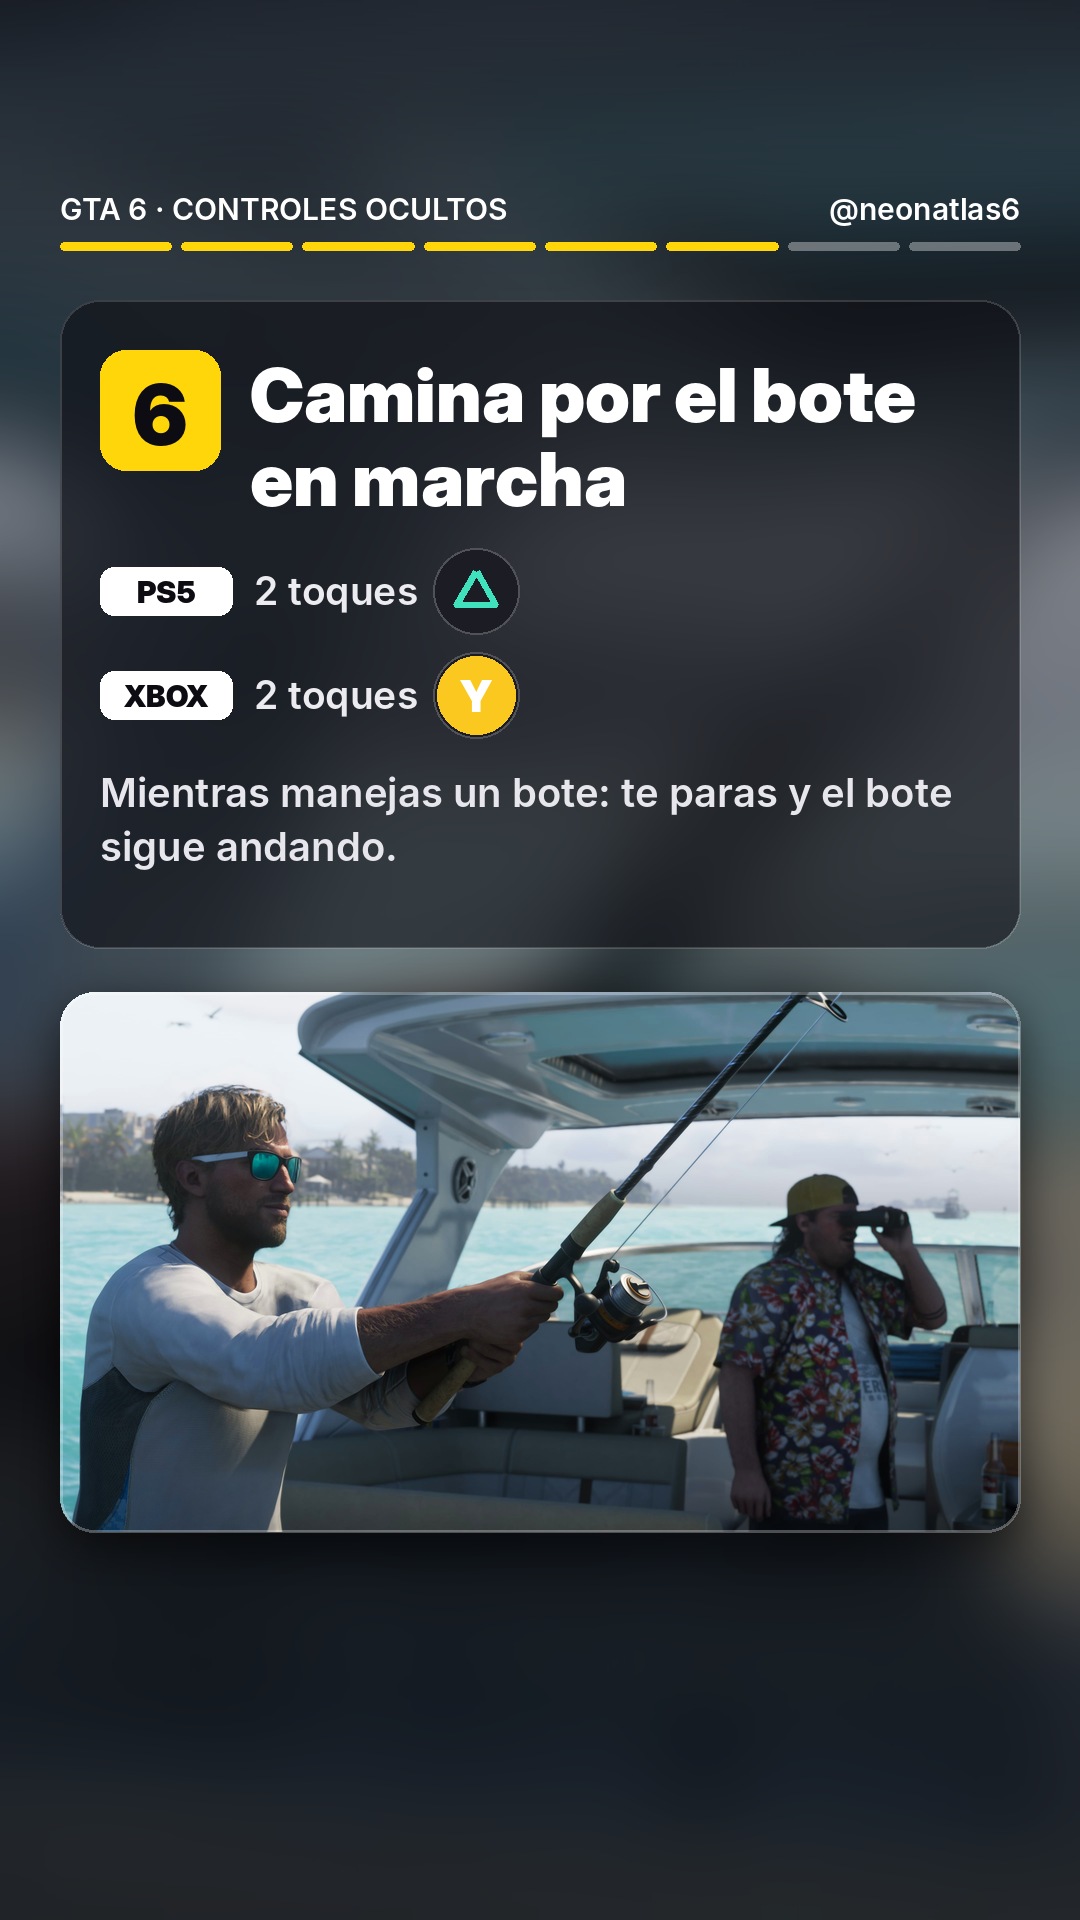 GTA 6 · CONTROLES OCULTOS
@neonatlas6
6
Camina por el bote
en marcha
PS5 2 toques
XBOX 2 toques Y
Mientras manejas un bote: te paras y el bote
sigue andando.